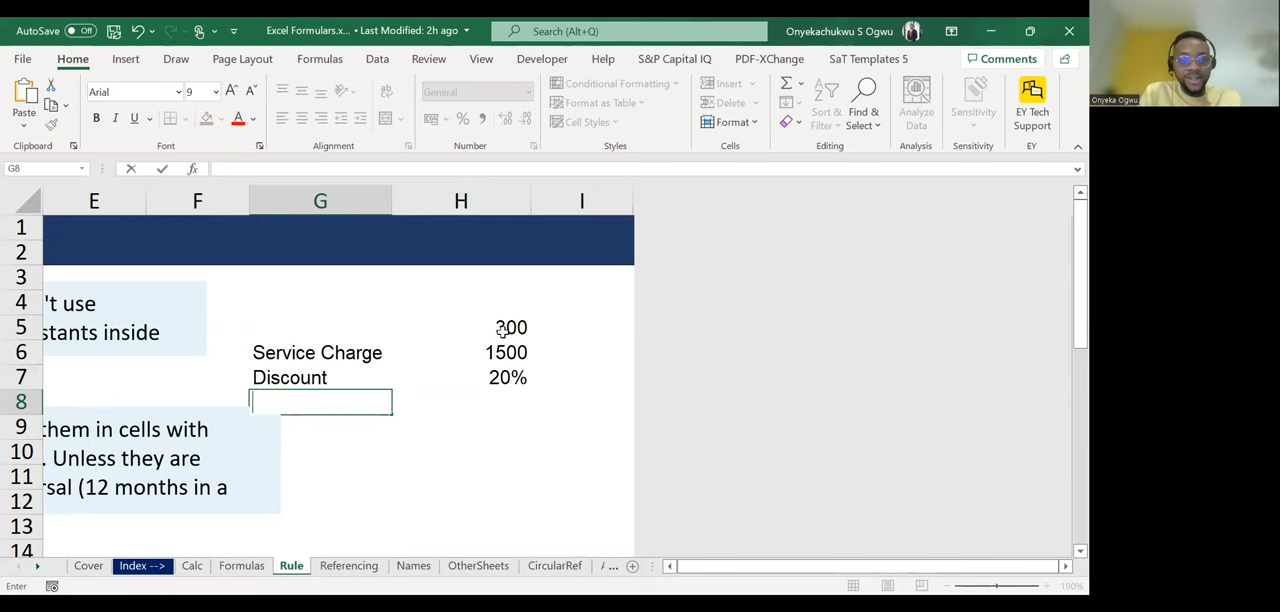 AutoSave Off Excel Formulars.x... • Last Modified: 2h ago Search (Alt+Q) Onyekachukwu S Ogwu
File Home Insert Draw Page Layout Formulas Data Review View Developer Help S&P Capital IQ PDF-XChange SaT Templates 5 Comments
Paste Arial 9 A A ab General Conditional Formatting Insert Sort & Find & Analyze Sensitivity EY Tech
B I U A % Format as Table Delete Filter Select Data Support
Cell Styles Format
Clipboard Font Alignment Number Styles Cells Editing Analysis Sensitivity EY
G8 fx
E F G H I
1
2
3
4 't use
5 stants inside 300
6 Service Charge 1500
7 Discount 20%
8
9 them in cells with
10 . Unless they are
11 rsal (12 months in a
12
13
14
Cover Index --> Calc Formulas Rule Referencing Names OtherSheets CircularRef ...
Enter 190%
Onyeka Ogwu